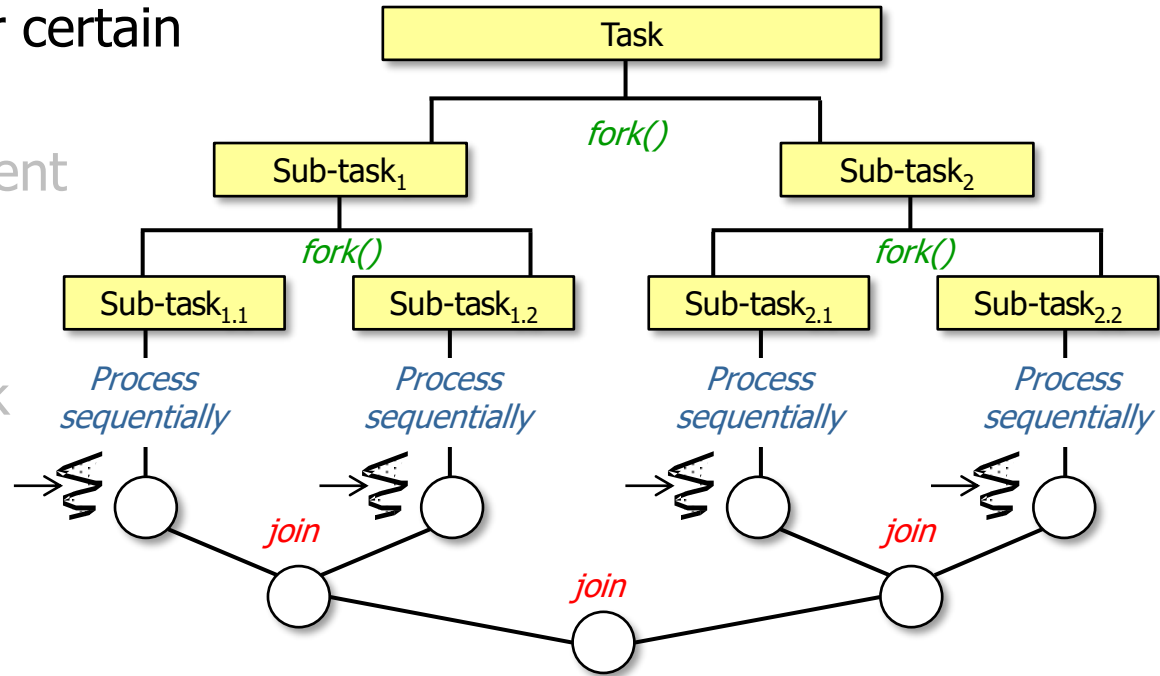 r certain
Task
fork()
ent
Sub-task₁
Sub-task₂
fork()
fork()
Sub-task₁.₁
Sub-task₁.₂
Sub-task₂.₁
Sub-task₂.₂
k
Process
sequentially
Process
sequentially
Process
sequentially
Process
sequentially
join
join
join